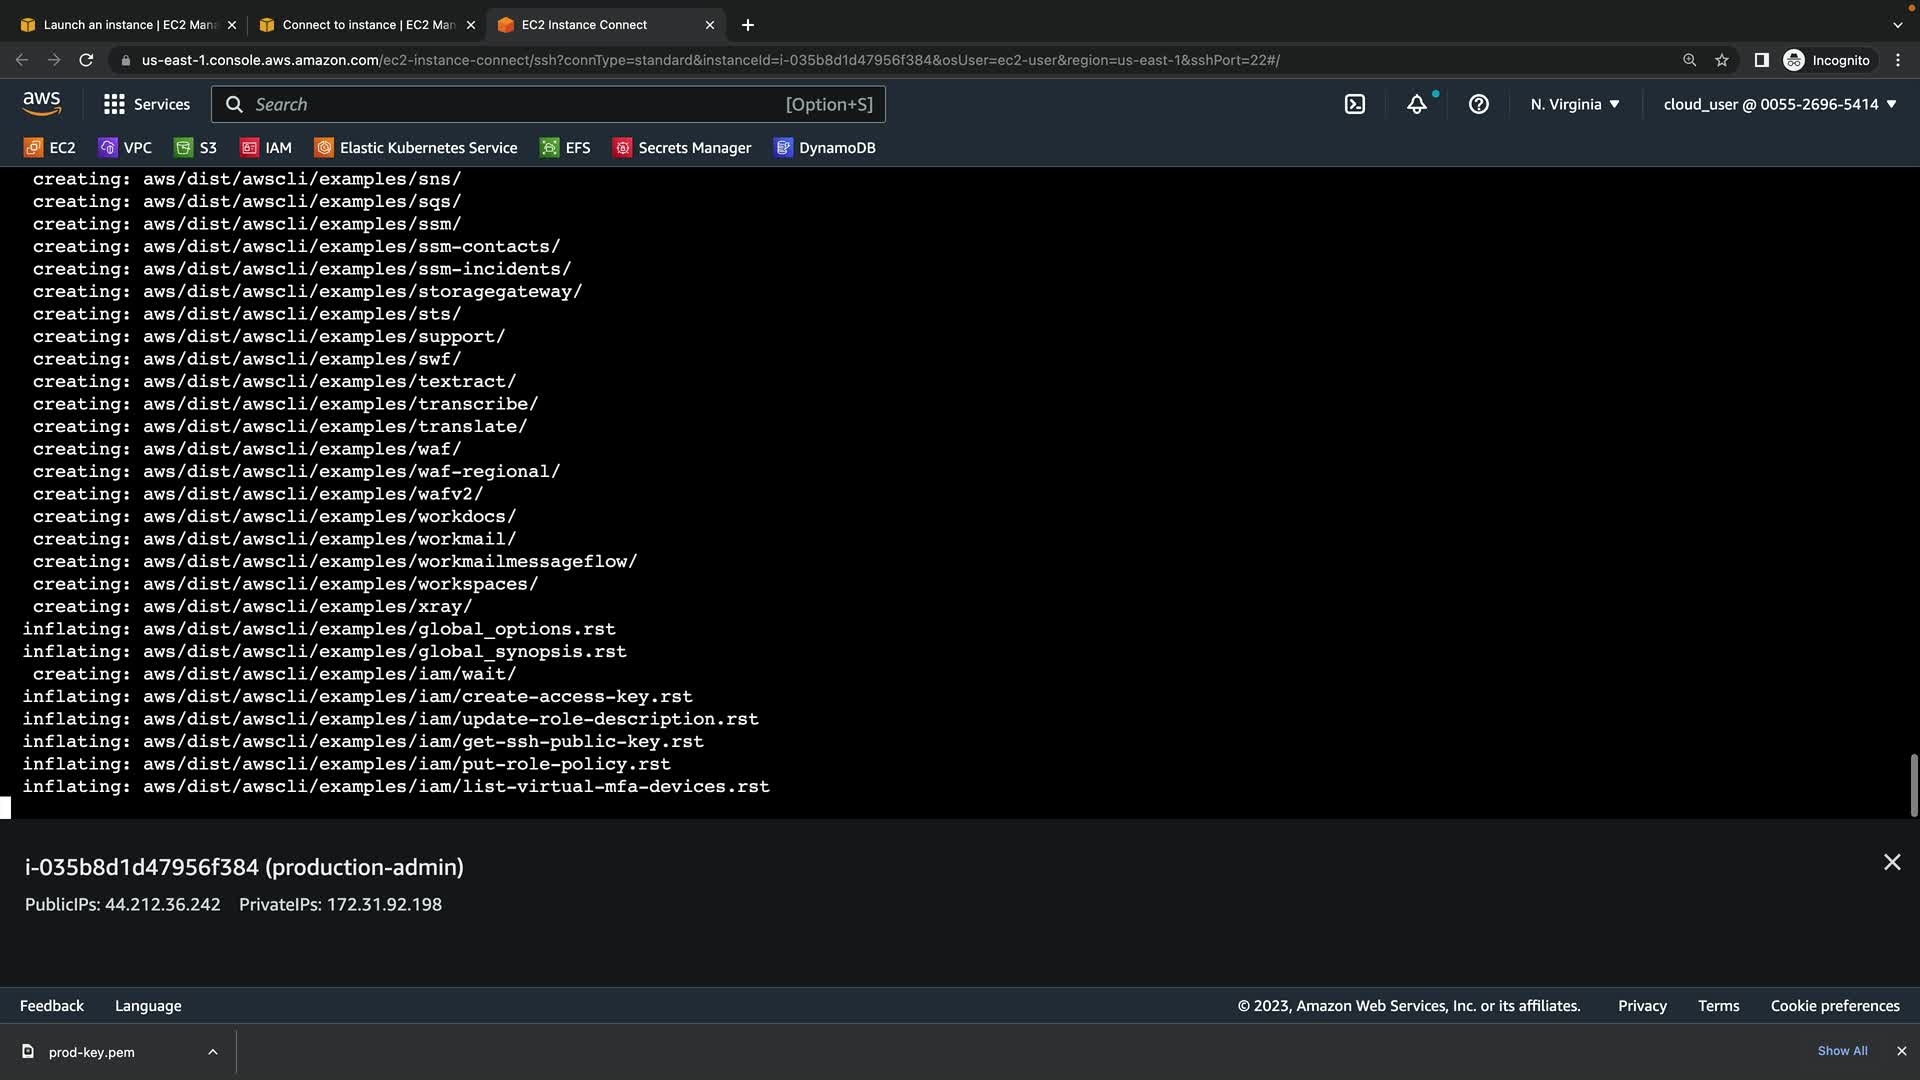 Launch an instance | EC2 Mana
Connect to instance | EC2 Man
EC2 Instance Connect
us-east-1.console.aws.amazon.com/ec2-instance-connect/ssh?connType=standard&instanceId=i-035b8d1d47956f384&osUser=ec2-user&region=us-east-1&sshPort=22#/
Incognito
aws
Services
Search
[Option+S]
N. Virginia
cloud_user @ 0055-2696-5414
EC2
VPC
S3
IAM
Elastic Kubernetes Service
EFS
Secrets Manager
DynamoDB
creating: aws/dist/awscli/examples/sns/
creating: aws/dist/awscli/examples/sqs/
creating: aws/dist/awscli/examples/ssm/
creating: aws/dist/awscli/examples/ssm-contacts/
creating: aws/dist/awscli/examples/ssm-incidents/
creating: aws/dist/awscli/examples/storagegateway/
creating: aws/dist/awscli/examples/sts/
creating: aws/dist/awscli/examples/support/
creating: aws/dist/awscli/examples/swf/
creating: aws/dist/awscli/examples/textract/
creating: aws/dist/awscli/examples/transcribe/
creating: aws/dist/awscli/examples/translate/
creating: aws/dist/awscli/examples/waf/
creating: aws/dist/awscli/examples/waf-regional/
creating: aws/dist/awscli/examples/wafv2/
creating: aws/dist/awscli/examples/workdocs/
creating: aws/dist/awscli/examples/workmail/
creating: aws/dist/awscli/examples/workmailmessageflow/
creating: aws/dist/awscli/examples/workspaces/
creating: aws/dist/awscli/examples/xray/
inflating: aws/dist/awscli/examples/global_options.rst
inflating: aws/dist/awscli/examples/global_synopsis.rst
creating: aws/dist/awscli/examples/iam/wait/
inflating: aws/dist/awscli/examples/iam/create-access-key.rst
inflating: aws/dist/awscli/examples/iam/update-role-description.rst
inflating: aws/dist/awscli/examples/iam/get-ssh-public-key.rst
inflating: aws/dist/awscli/examples/iam/put-role-policy.rst
inflating: aws/dist/awscli/examples/iam/list-virtual-mfa-devices.rst
i-035b8d1d47956f384 (production-admin)
PublicIPs: 44.212.36.242 PrivateIPs: 172.31.92.198
Feedback
Language
© 2023, Amazon Web Services, Inc. or its affiliates.
Privacy
Terms
Cookie preferences
prod-key.pem
Show All